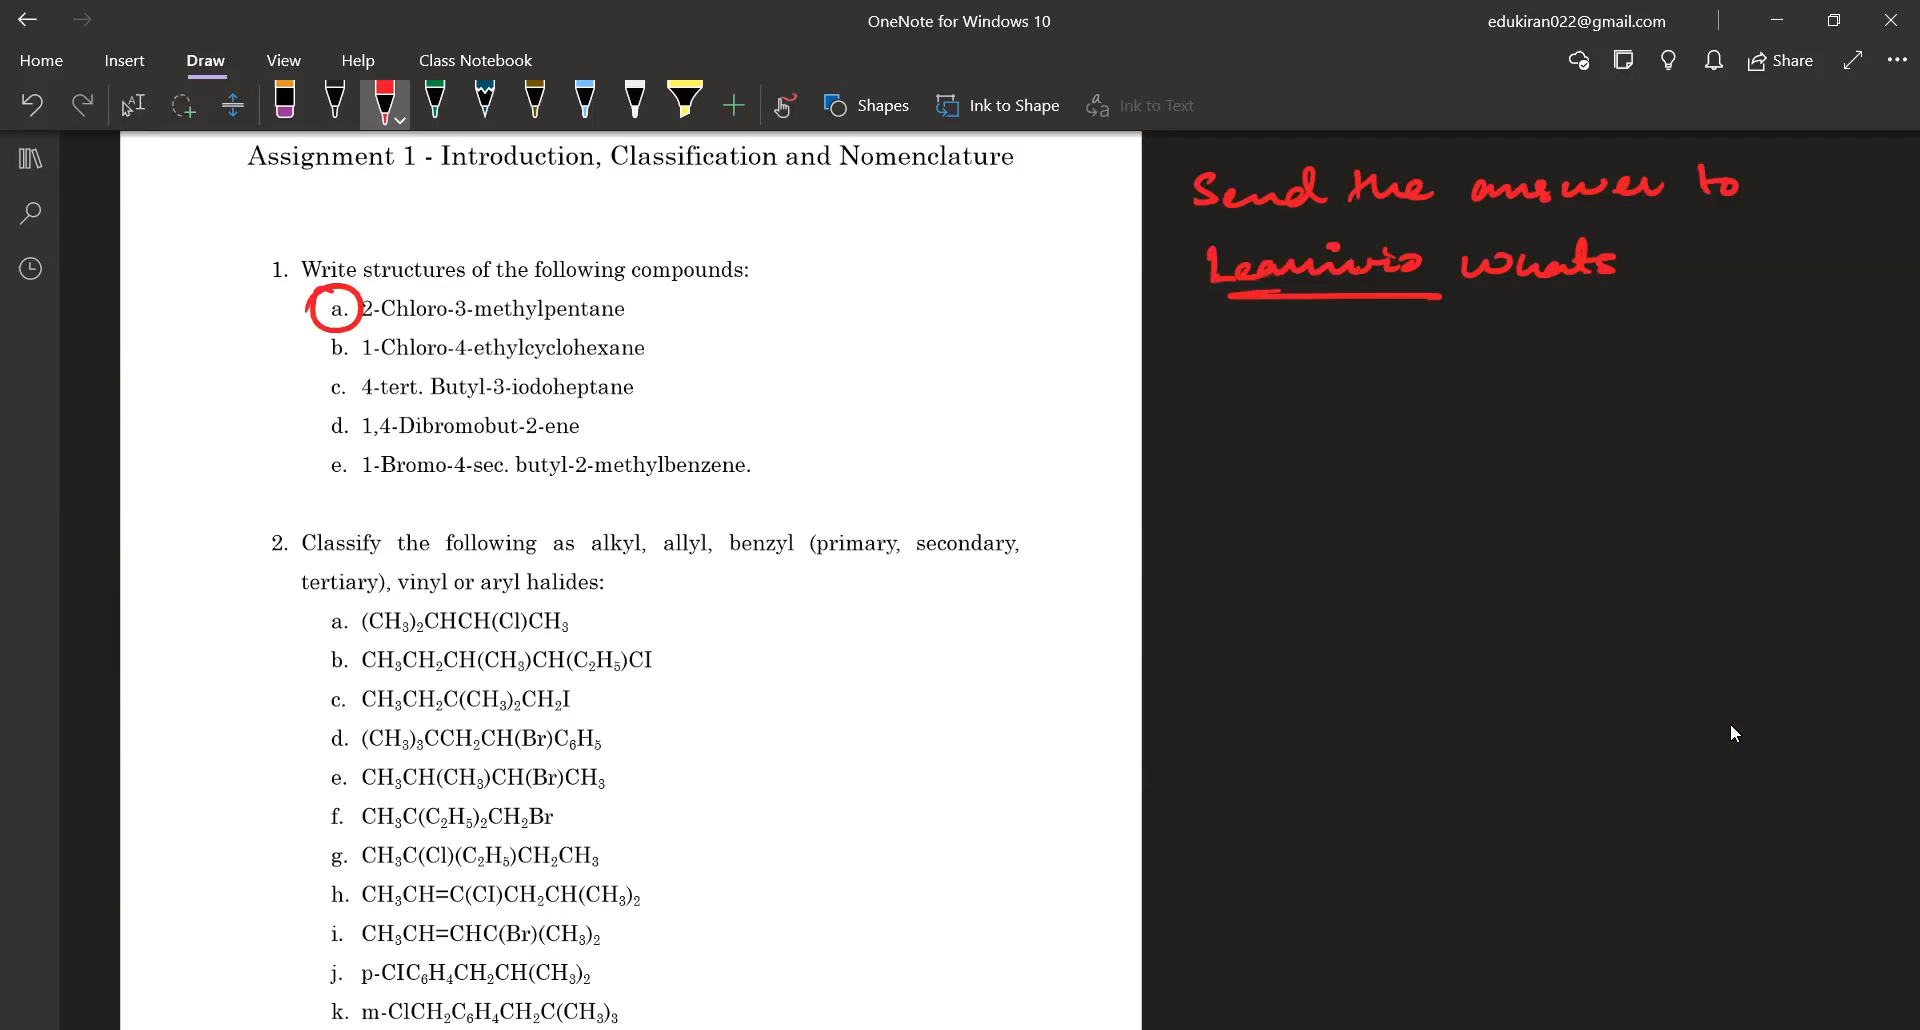 OneNote for Windows 10
edukiran022@gmail.com
Home Insert Draw View Help Class Notebook
Share
Shapes Ink to Shape Ink to Text
Assignment 1 - Introduction, Classification and Nomenclature
Send the answer to
whats
1. Write structures of the following compounds:
a. 2-Chloro-3-methylpentane
b. 1-Chloro-4-ethylcyclohexane
c. 4-tert. Butyl-3-iodoheptane
d. 1,4-Dibromobut-2-ene
e. 1-Bromo-4-sec. butyl-2-methylbenzene.
2. Classify the following as alkyl, allyl, benzyl (primary, secondary,
tertiary), vinyl or aryl halides:
a. (CH₃)₂CHCH(Cl)CH₃
b. CH₃CH₂CH(CH₃)CH(C₂H₅)CI
c. CH₃CH₂C(CH₃)₂CH₂I
d. (CH₃)₃CCH₂CH(Br)C₆H₅
e. CH₃CH(CH₃)CH(Br)CH₃
f. CH₃C(C₂H₅)₂CH₂Br
g. CH₃C(Cl)(C₂H₅)CH₂CH₃
h. CH₃CH=C(CI)CH₂CH(CH₃)₂
i. CH₃CH=CHC(Br)(CH₃)₂
j. p-CIC₆H₄CH₂CH(CH₃)₂
k. m-ClCH₂C₆H₄CH₂C(CH₃)₃